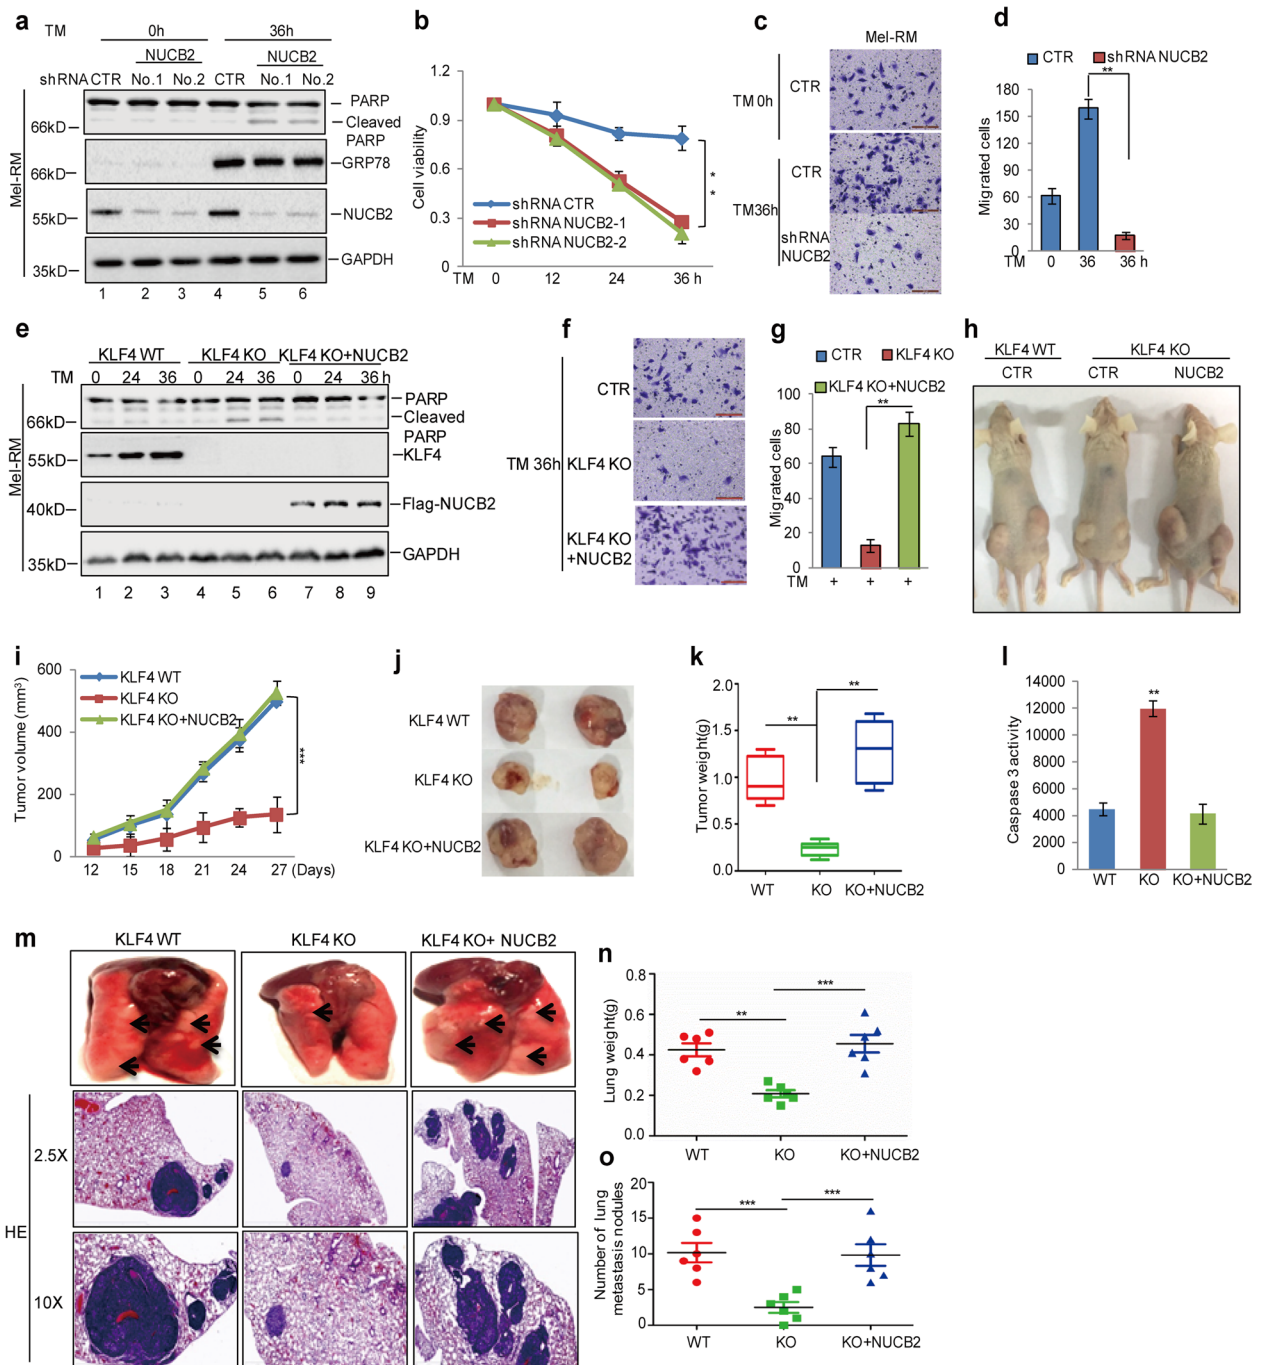 a
TM 0h 36h
NUCB2 NUCB2
shRNA CTR No.1 No.2 CTR No.1 No.2
Mel-RM
PARP
66kD
Cleaved PARP
GRP78
66kD
NUCB2
55kD
GAPDH
35kD
1 2 3 4 5 6
b
Cell viability
1.2
0.9
0.6
0.3
0
shRNA CTR
shRNA NUCB2-1
shRNA NUCB2-2
**
TM 0 12 24 36 h
c
Mel-RM
TM 0h CTR
TM36h CTR
shRNA NUCB2
d
CTR shRNA NUCB2
**
Migrated cells
180
150
120
90
60
30
0
TM 0 36 36 h
e
KLF4 WT KLF4 KO KLF4 KO+NUCB2
TM 0 24 36 0 24 36 0 24 36 h
Mel-RM
PARP
66kD
Cleaved PARP
55kD
KLF4
40kD
Flag-NUCB2
35kD
GAPDH
1 2 3 4 5 6 7 8 9
f
TM 36h
CTR
KLF4 KO
KLF4 KO +NUCB2
g
CTR KLF4 KO
KLF4 KO+NUCB2
**
Migrated cells
100
80
60
40
20
0
TM + + +
h
KLF4 WT KLF4 KO
CTR CTR NUCB2
i
Tumor volume (mm³)
600
400
200
0
KLF4 WT
KLF4 KO
KLF4 KO+NUCB2
***
12 15 18 21 24 27 (Days)
j
KLF4 WT
KLF4 KO
KLF4 KO+NUCB2
k
Tumor weight(g)
2.0
1.5
1.0
0.5
0.0
** **
WT KO KO+NUCB2
l
Caspase 3 activity
14000
12000
10000
8000
6000
4000
2000
0
**
WT KO KO+NUCB2
m
KLF4 WT KLF4 KO KLF4 KO+ NUCB2
HE
2.5X
10X
n
Lung weight(g)
0.8
0.6
0.4
0.2
0.0
** ***
WT KO KO+NUCB2
o
Number of lung metastasis nodules
20
15
10
5
0
*** ***
WT KO KO+NUCB2